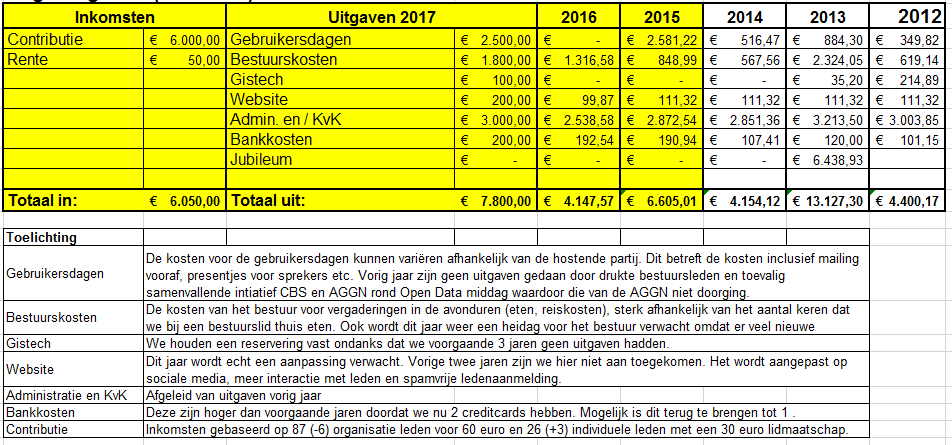 Inkomsten Uitgaven 2017 2016 2015 2014 2013 2012
Contributie € 6.000,00 Gebruikersdagen € 2.500,00 € - € 2.581,22 € 516,47 € 884,30 € 349,82
Rente € 50,00 Bestuurskosten € 1.800,00 € 1.316,58 € 848,99 € 567,56 € 2.324,05 € 619,14
Gistech € 100,00 € - € - € - € 35,20 € 214,89
Website € 200,00 € 99,87 € 111,32 € 111,32 € 111,32 € 111,32
Admin. en / KvK € 3.000,00 € 2.538,58 € 2.872,54 € 2.851,36 € 3.213,50 € 3.003,85
Bankkosten € 200,00 € 192,54 € 190,94 € 107,41 € 120,00 € 101,15
Jubileum € - € - € - € - € 6.438,93
Totaal in: € 6.050,00 Totaal uit: € 7.800,00 € 4.147,57 € 6.605,01 € 4.154,12 € 13.127,30 € 4.400,17
Toelichting
Gebruikersdagen De kosten voor de gebruikersdagen kunnen variëren afhankelijk van de hostende partij. Dit betreft de kosten inclusief mailing
vooraf, presentjes voor sprekers etc. Vorig jaar zijn geen uitgaven gedaan door drukte bestuursleden en toevalig
samenvallende intiatief CBS en AGGN rond Open Data middag waardoor die van de AGGN niet doorging.
Bestuurskosten De kosten van het bestuur voor vergaderingen in de avonduren (eten, reiskosten), sterk afhankelijk van het aantal keren dat
we bij een bestuurslid thuis eten. Ook wordt dit jaar weer een heidag voor het bestuur verwacht omdat er veel nieuwe
Gistech We houden een reservering vast ondanks dat we voorgaande 3 jaren geen uitgaven hadden.
Website Dit jaar wordt echt een aanpassing verwacht. Vorige twee jaren zijn we hier niet aan toegekomen. Het wordt aangepast op
sociale media, meer interactie met leden en spamvrije ledenaanmelding.
Administratie en KvK Afgeleid van uitgaven vorig jaar
Bankkosten Deze zijn hoger dan voorgaande jaren doordat we nu 2 creditcards hebben. Mogelijk is dit terug te brengen tot 1 .
Contributie Inkomsten gebaseerd op 87 (-6) organisatie leden voor 60 euro en 26 (+3) individuele leden met een 30 euro lidmaatschap.